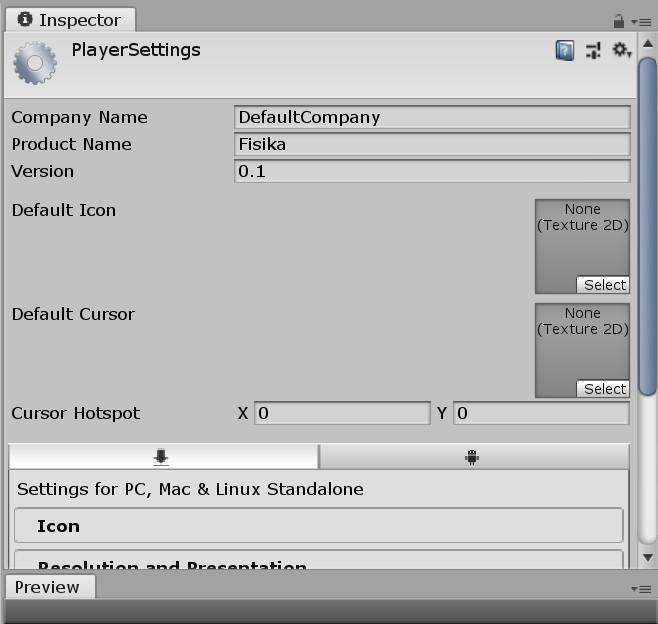 Inspector
PlayerSettings
Company Name DefaultCompany
Product Name Fisika
Version 0.1
Default Icon
None
(Texture 2D)
Select
Default Cursor
None
(Texture 2D)
Select
Cursor Hotspot X 0 Y 0
Settings for PC, Mac & Linux Standalone
Icon
Resolution and Presentation
Preview